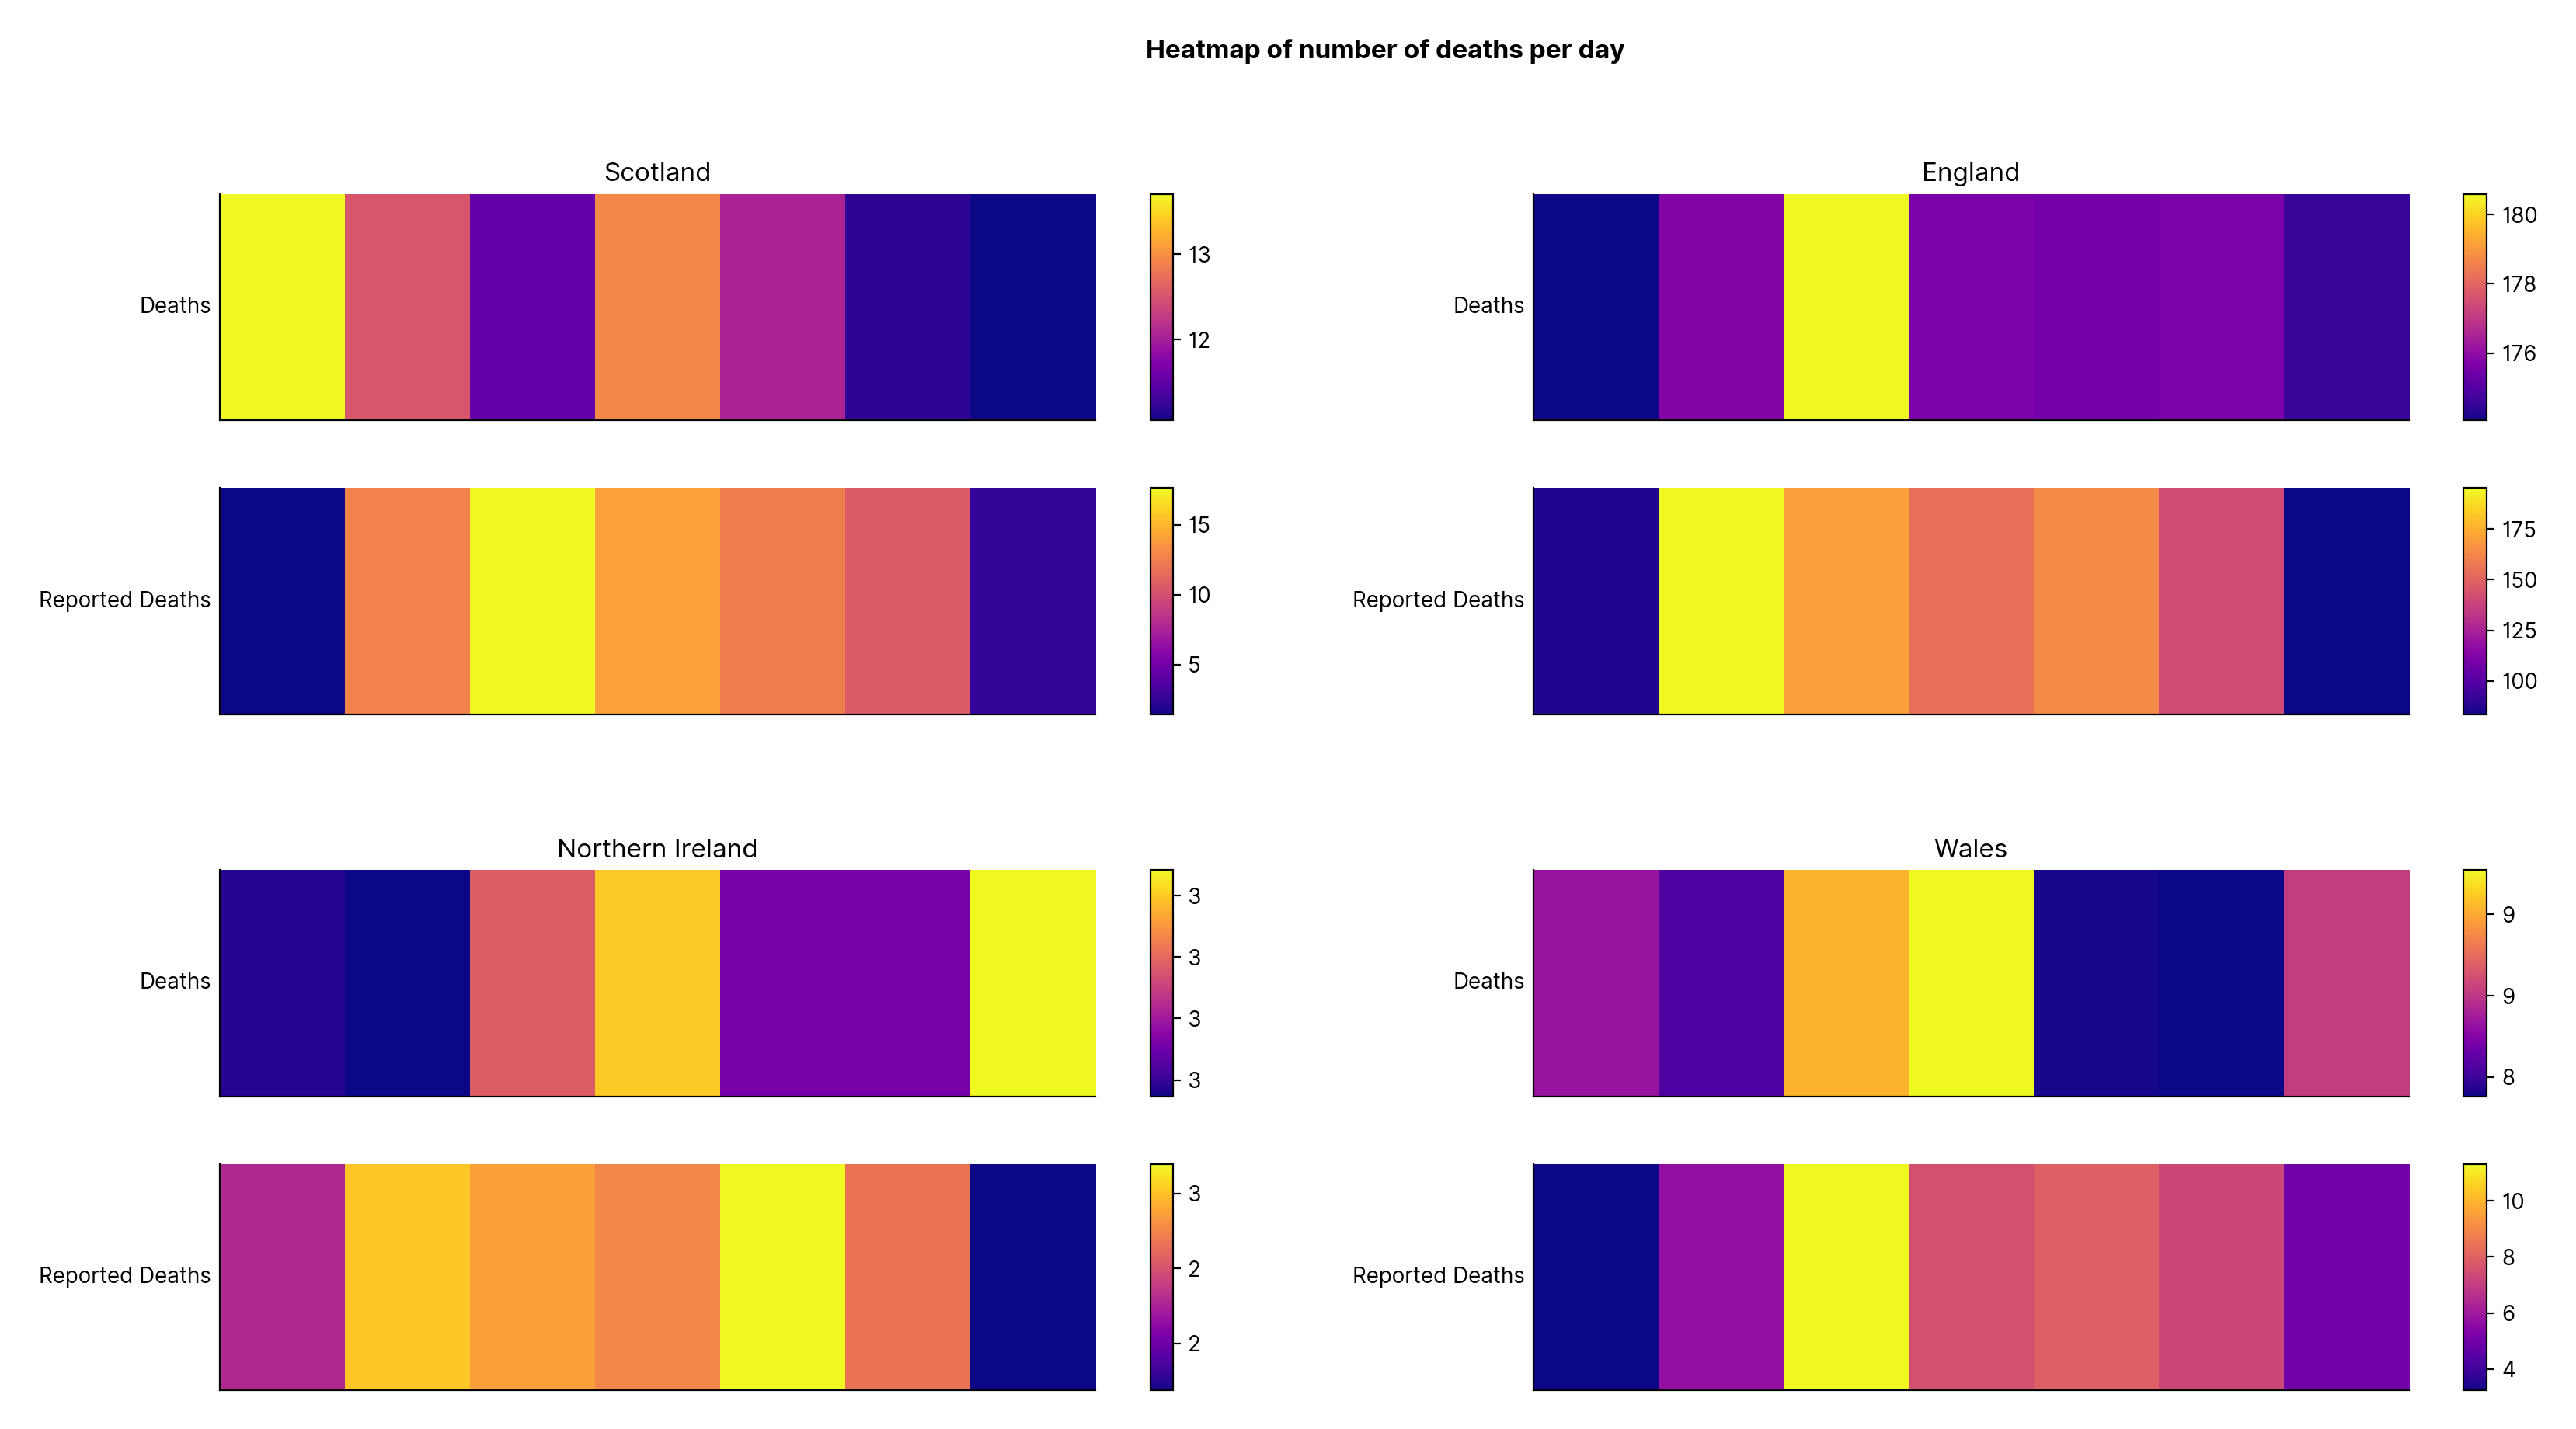 Heatmap of number of deaths per day
Scotland
Deaths
13
12
Reported Deaths
15
10
5
England
Deaths
180
178
176
Reported Deaths
175
150
125
100
Northern Ireland
Deaths
3
3
3
3
Reported Deaths
3
2
2
Wales
Deaths
9
9
8
Reported Deaths
10
8
6
4